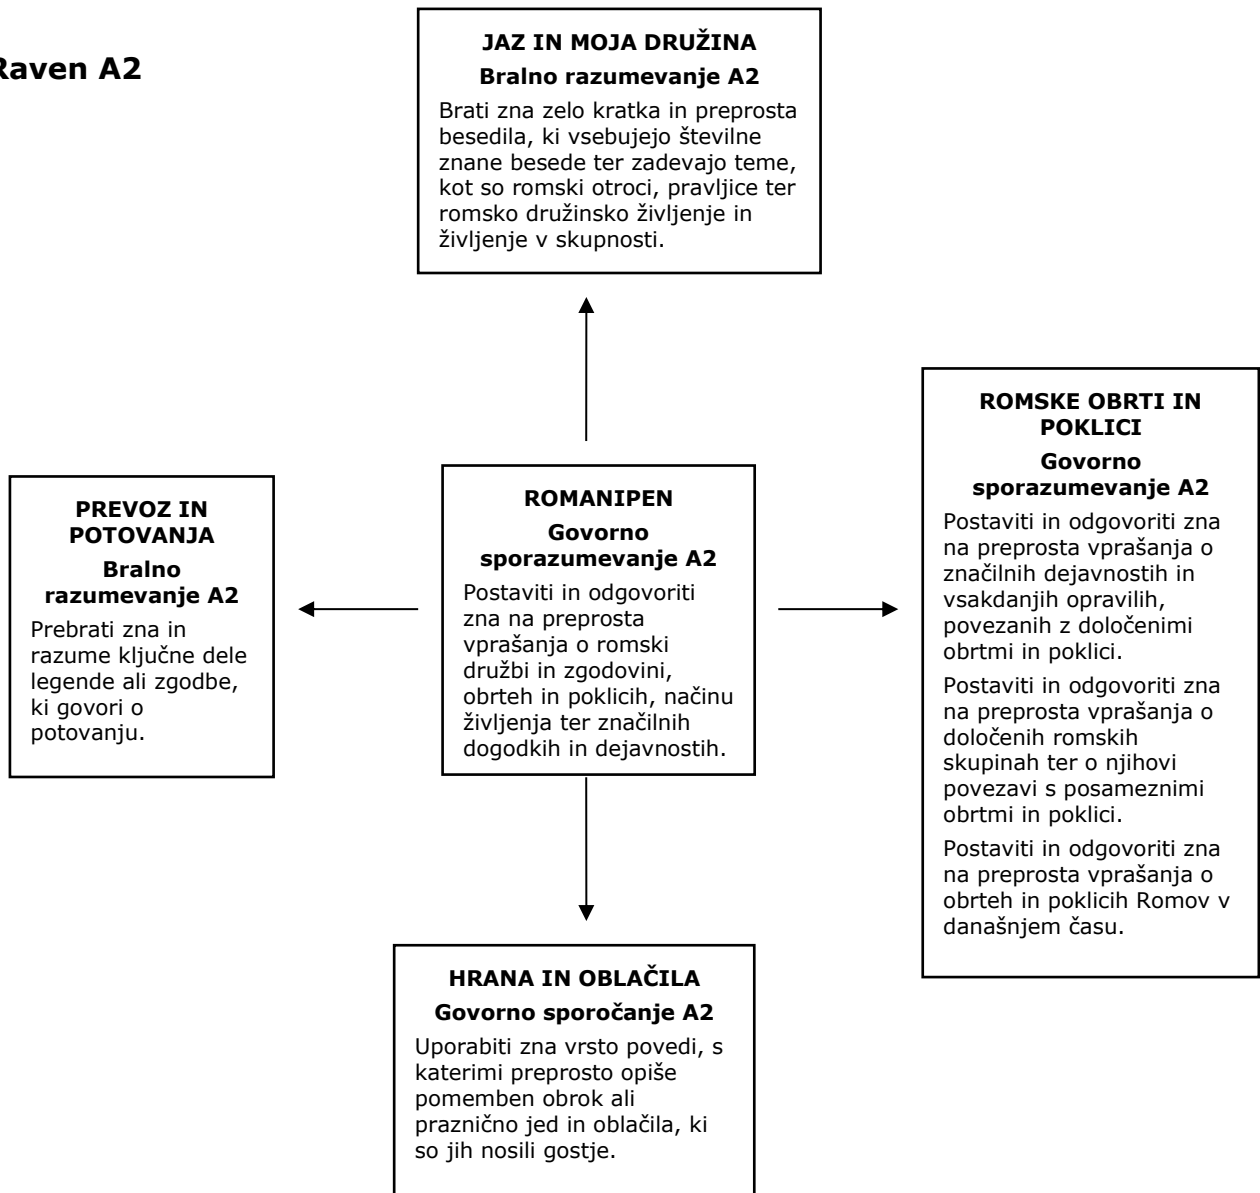 Raven A2
JAZ IN MOJA DRUŽINA
Bralno razumevanje A2
Brati zna zelo kratka in preprosta
besedila, ki vsebujejo številne
znane besede ter zadevajo teme,
kot so romski otroci, pravljice ter
romsko družinsko življenje in
življenje v skupnosti.
PREVOZ IN
POTOVANJA
Bralno
razumevanje A2
Prebrati zna in
razume ključne dele
legende ali zgodbe,
ki govori o
potovanju.
ROMANIPEN
Govorno
sporazumevanje A2
Postaviti in odgovoriti
zna na preprosta
vprašanja o romski
družbi in zgodovini,
obrteh in poklicih, načinu
življenja ter značilnih
dogodkih in dejavnostih.
ROMSKE OBRTI IN
POKLICI
Govorno
sporazumevanje A2
Postaviti in odgovoriti zna
na preprosta vprašanja o
značilnih dejavnostih in
vsakdanjih opravilih,
povezanih z določenimi
obrtmi in poklici.
Postaviti in odgovoriti zna
na preprosta vprašanja o
določenih romskih
skupinah ter o njihovi
povezavi s posameznimi
obrtmi in poklici.
Postaviti in odgovoriti zna
na preprosta vprašanja o
obrteh in poklicih Romov v
današnjem času.
HRANA IN OBLAČILA
Govorno sporočanje A2
Uporabiti zna vrsto povedi, s
katerimi preprosto opiše
pomemben obrok ali
praznično jed in oblačila, ki
so jih nosili gostje.